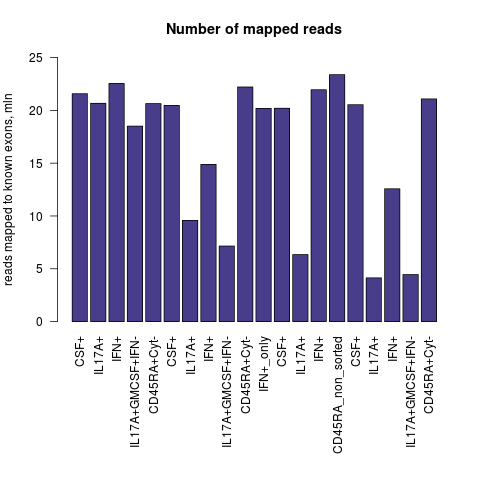 Number of mapped reads
reads mapped to known exons, mln
25
20
15
10
5
0
CSF+
IL17A+
IFN+
IL17A+GMCSF+IFN-
CD45RA+Cyt-
CSF+
IL17A+
IFN+
IL17A+GMCSF+IFN-
CD45RA+Cyt-
IFN+_only
CSF+
IL17A+
IFN+
CD45RA_non_sorted
CSF+
IL17A+
IFN+
IL17A+GMCSF+IFN-
CD45RA+Cyt-